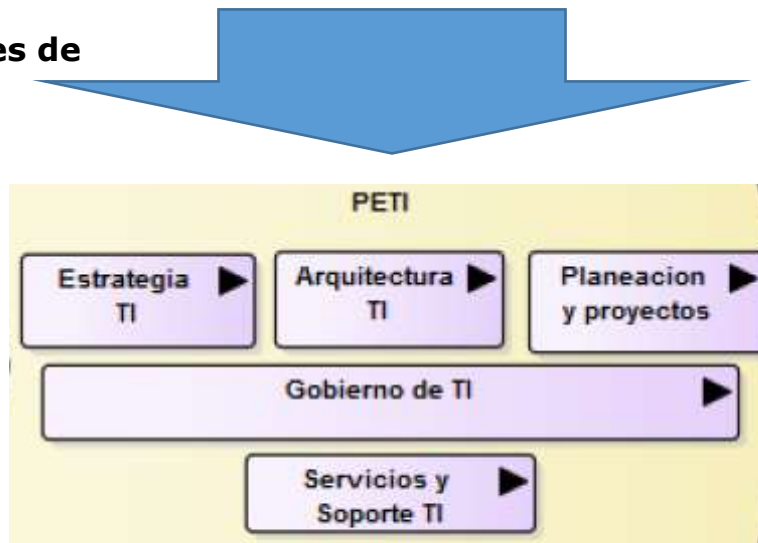 es de
PETI
Estrategia
TI
Arquitectura
TI
Planeacion
y proyectos
Gobierno de TI
Servicios y
Soporte TI